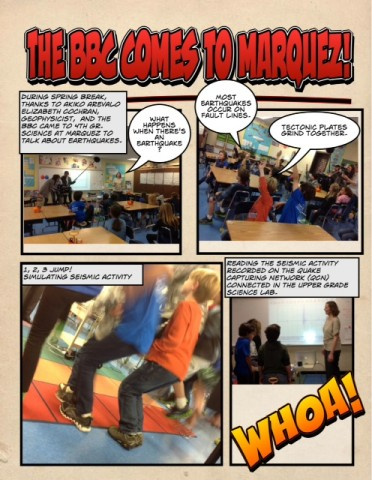 THE BBC COMES TO MARQUEZ!
DURING SPRING BREAK,
THANKS TO AKIKO AREVALO
ELIZABETH COCHRAN,
GEOPHYSICIST, AND THE
BBC CAME TO 4TH GR.
SCIENCE AT MARQUEZ TO
TALK ABOUT EARTHQUAKES.
WHAT
HAPPENS
WHEN THERE'S
AN
EARTHQUAKE
?
MOST
EARTHQUAKES
OCCUR ON
FAULT LINES.
TECTONIC PLATES
GRIND TOGETHER.
1, 2, 3 JUMP!
SIMULATING SEISMIC ACTIVITY
READING THE SEISMIC ACTIVITY
RECORDED ON THE QUAKE
CAPTURING NETWORK (QCN)
CONNECTED IN THE UPPER GRADE
SCIENCE LAB.
WHOA!